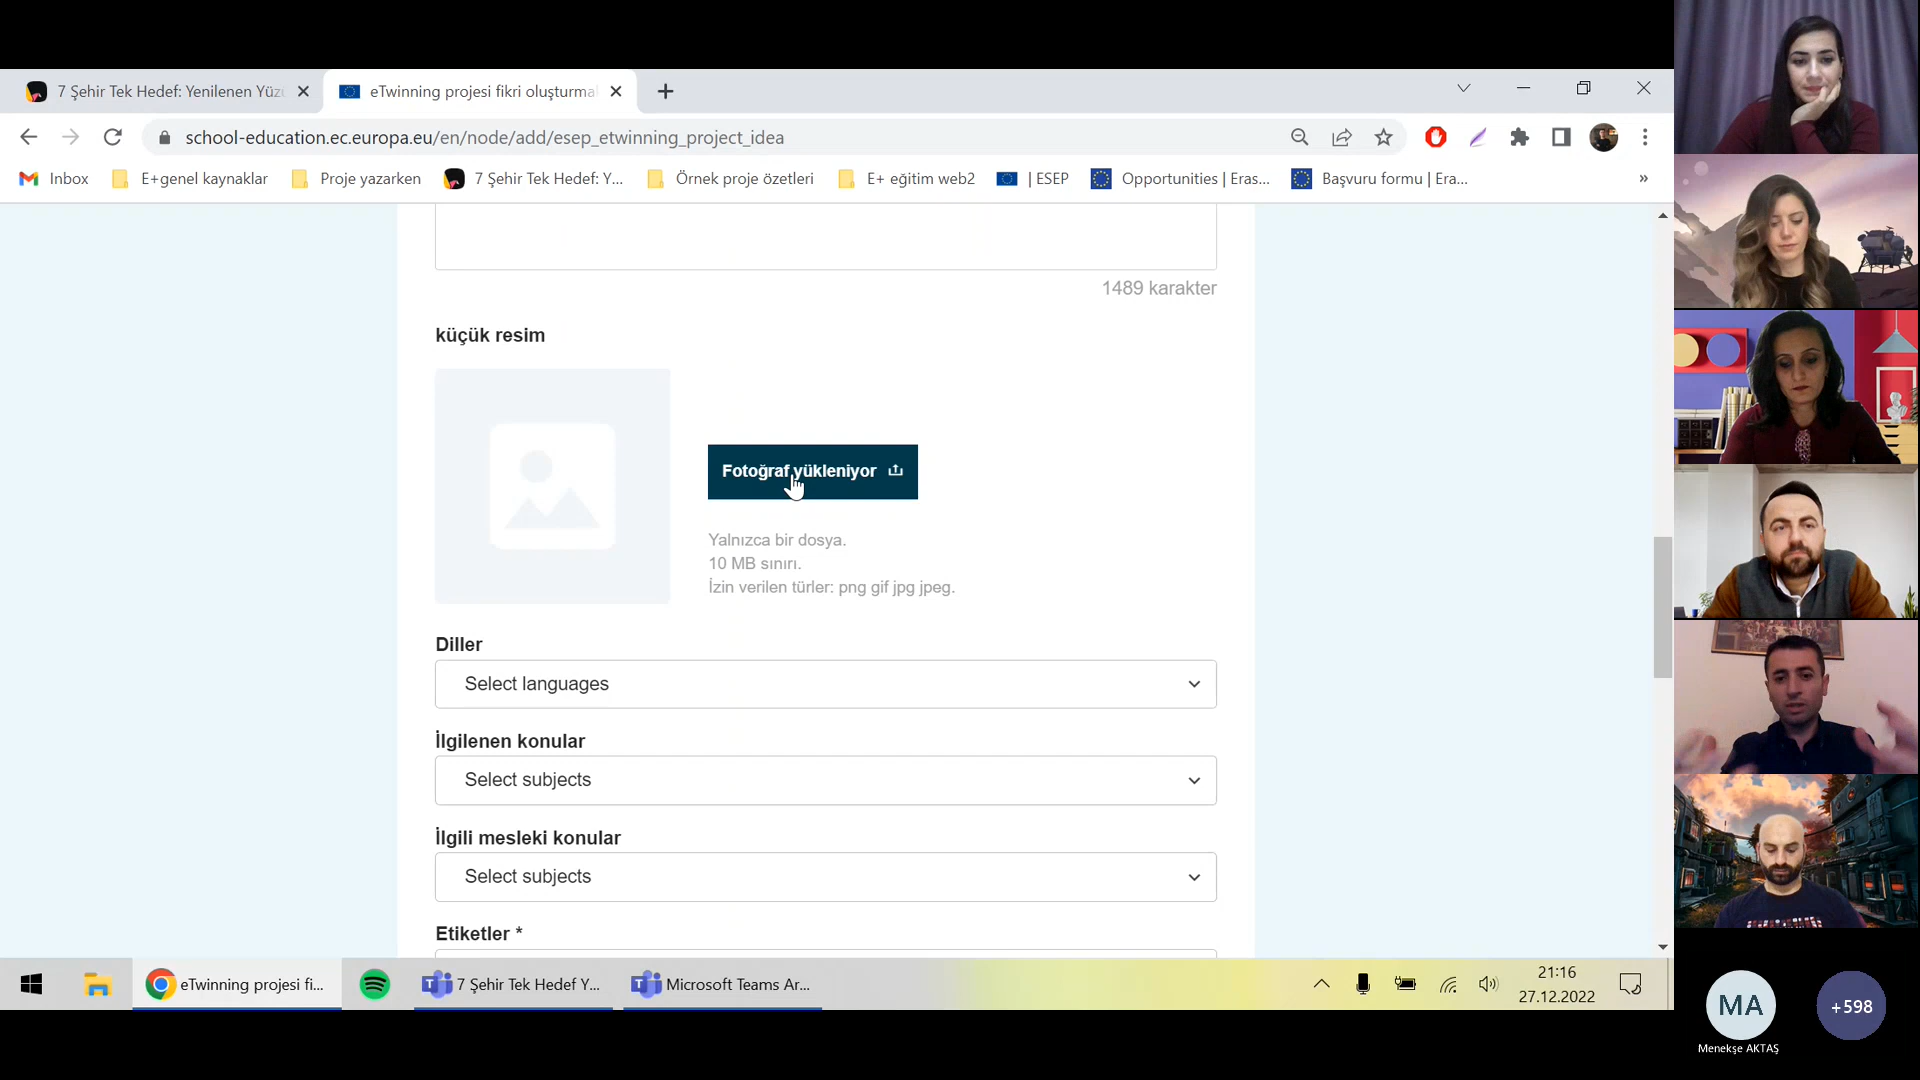 7 Şehir Tek Hedef: Yenilenen Yüzü
eTwinning projesi fikri oluşturma
school-education.ec.europa.eu/en/node/add/esep_etwinning_project_idea
Inbox
E+genel kaynaklar
Proje yazarken
7 Şehir Tek Hedef: Y...
Örnek proje özetleri
E+ eğitim web2
| ESEP
Opportunities | Eras...
Başvuru formu | Era...
»
1489 karakter
küçük resim
Fotoğraf yükleniyor
Yalnızca bir dosya.
10 MB sınırı.
İzin verilen türler: png gif jpg jpeg.
Diller
Select languages
İlgilenen konular
Select subjects
İlgili mesleki konular
Select subjects
Etiketler *
eTwinning projesi fi...
7 Şehir Tek Hedef Y...
Microsoft Teams Ar...
21:16
27.12.2022
MA
+598
Menekşe AKTAŞ